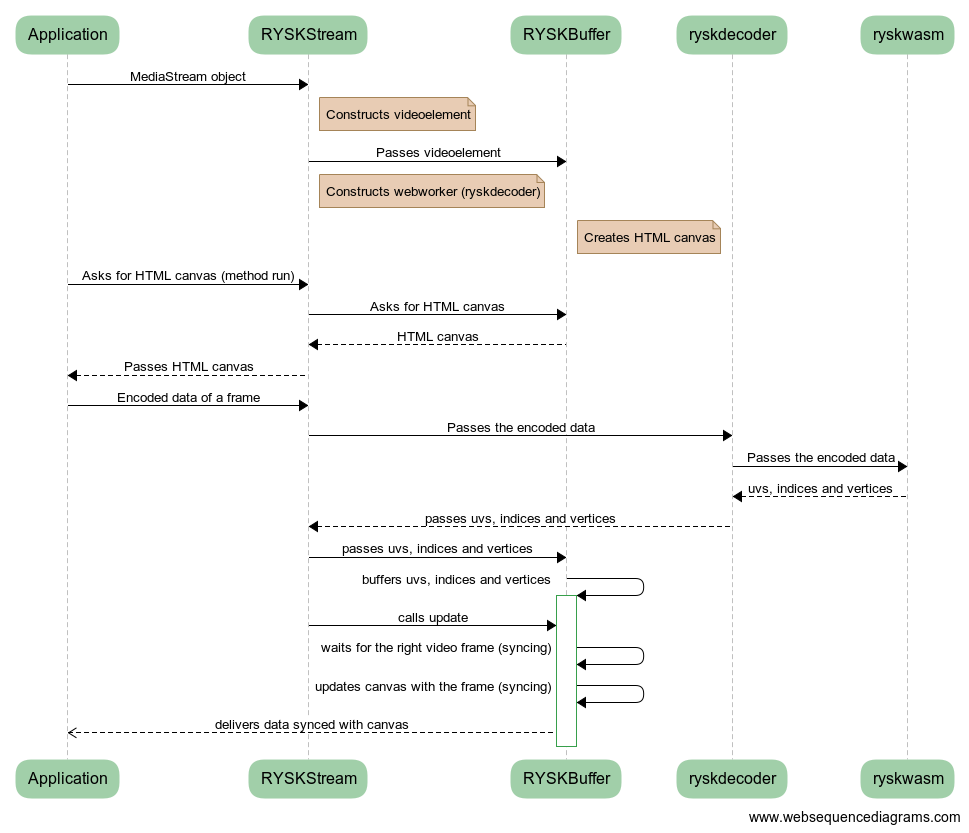 Application
RYSKStream
RYSKBuffer
ryskdecoder
ryskwasm
MediaStream object
Constructs videoelement
Passes videoelement
Constructs webworker (ryskdecoder)
Creates HTML canvas
Asks for HTML canvas (method run)
Asks for HTML canvas
HTML canvas
Passes HTML canvas
Encoded data of a frame
Passes the encoded data
Passes the encoded data
uvs, indices and vertices
passes uvs, indices and vertices
passes uvs, indices and vertices
buffers uvs, indices and vertices
calls update
waits for the right video frame (syncing)
updates canvas with the frame (syncing)
delivers data synced with canvas
Application
RYSKStream
RYSKBuffer
ryskdecoder
ryskwasm
www.websequencediagrams.com